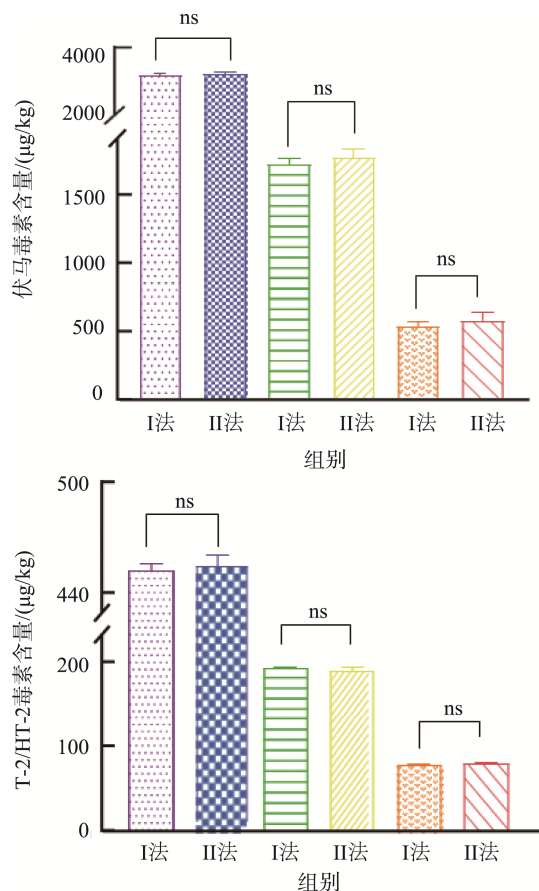 ns
4000
2000
ns
1500
1000
ns
500
0
I法 II法 I法 II法 I法 II法
组别
伏马毒素含量/(μg/kg)
500
ns
440
ns
200
ns
100
0
I法 II法 I法 II法 I法 II法
组别
T-2/HT-2毒素含量/(μg/kg)